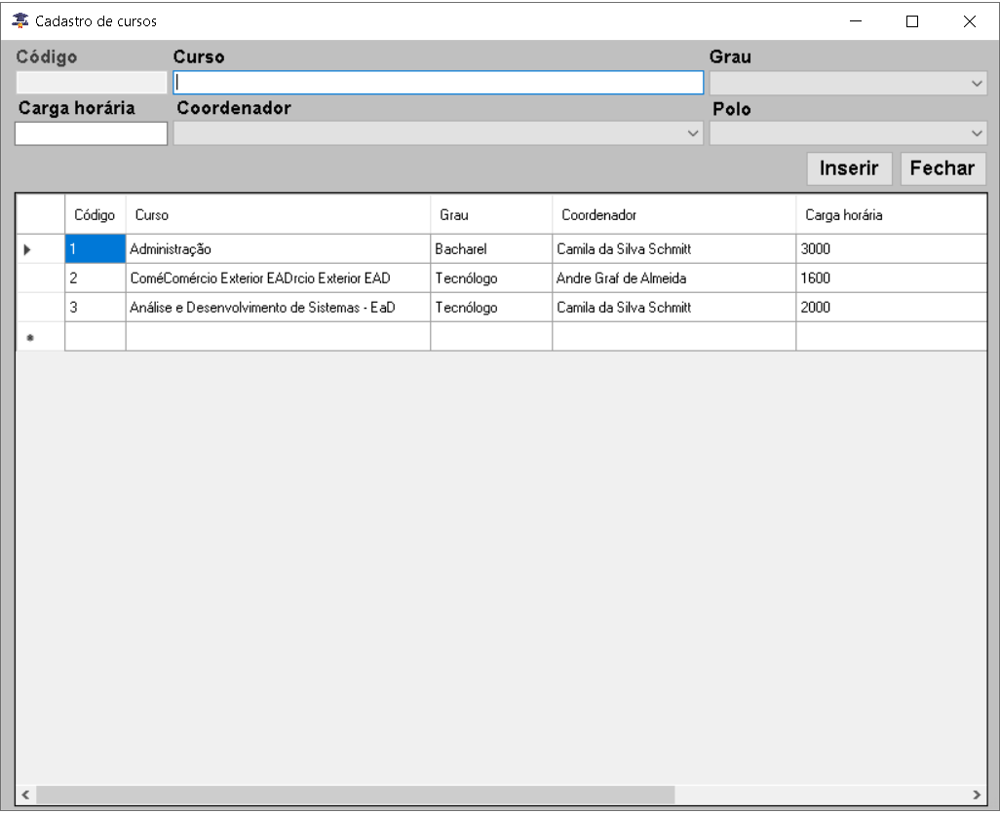 Cadastro de cursos
Código Curso Grau
Carga horária Coordenador Polo
Inserir Fechar
Código Curso Grau Coordenador Carga horária
1 Administração Bacharel Camila da Silva Schmitt 3000
2 ComéComércio Exterior EADrcio Exterior EAD Tecnólogo Andre Graf de Almeida 1600
3 Análise e Desenvolvimento de Sistemas - EaD Tecnólogo Camila da Silva Schmitt 2000